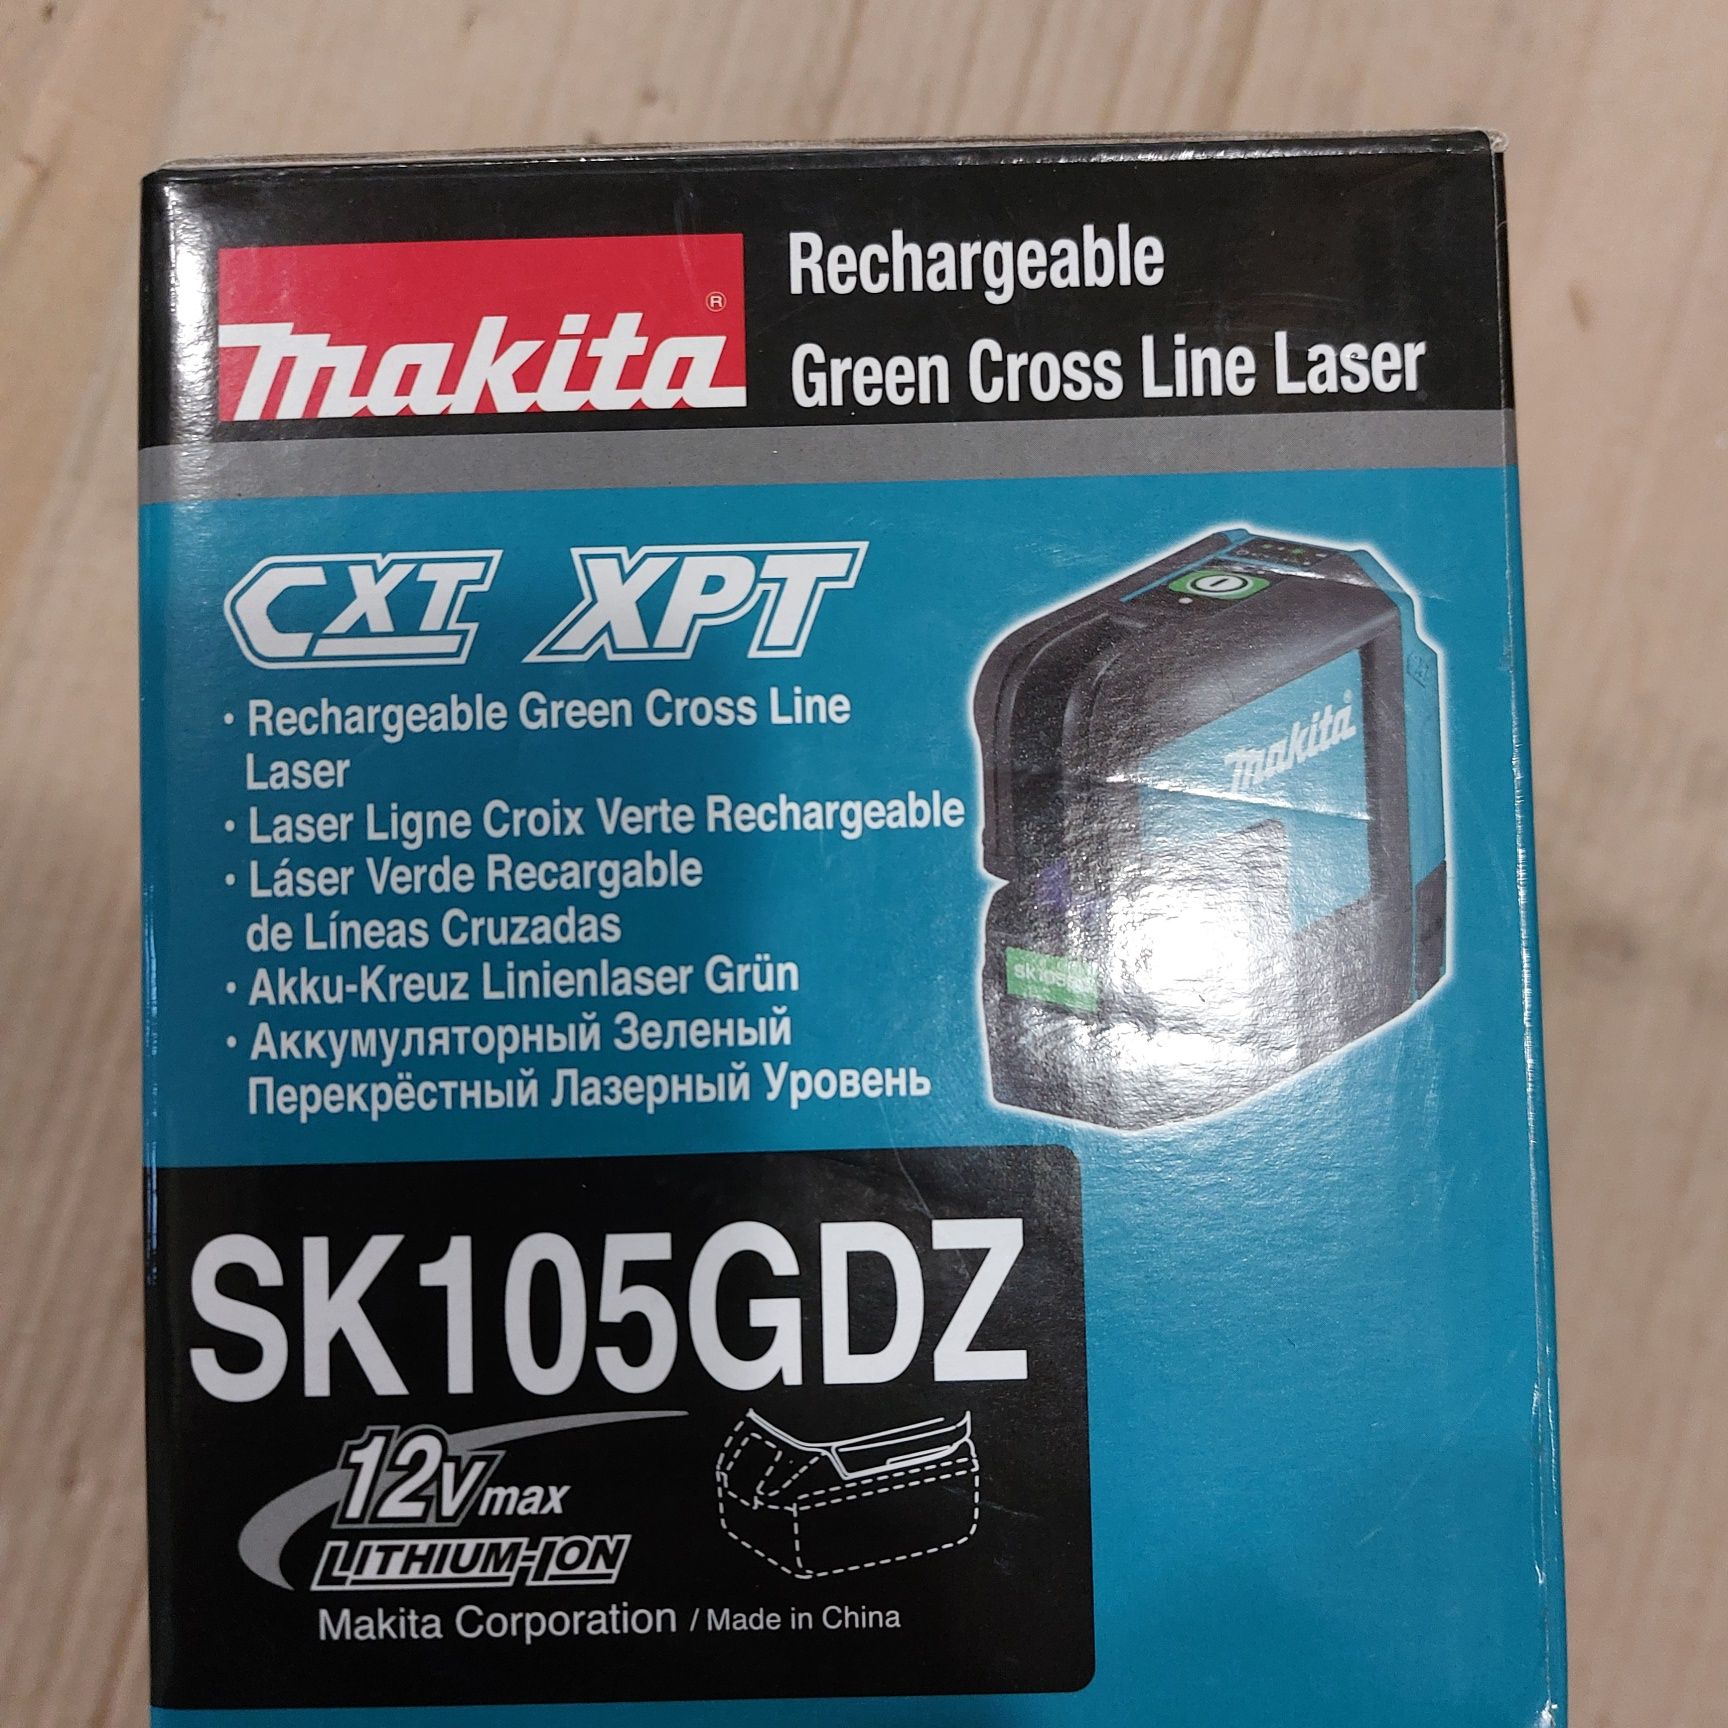 makita®
Rechargeable
Green Cross Line Laser
CXT XPT
• Rechargeable Green Cross Line
Laser
• Laser Ligne Croix Verte Rechargeable
• Láser Verde Recargable
de Líneas Cruzadas
• Akku-Kreuz Linienlaser Grün
• Аккумуляторный Зеленый
Перекрёстный Лазерный Уровень
makita
SK105GDZ
12Vmax
LITHIUM-ION
Makita Corporation / Made in China